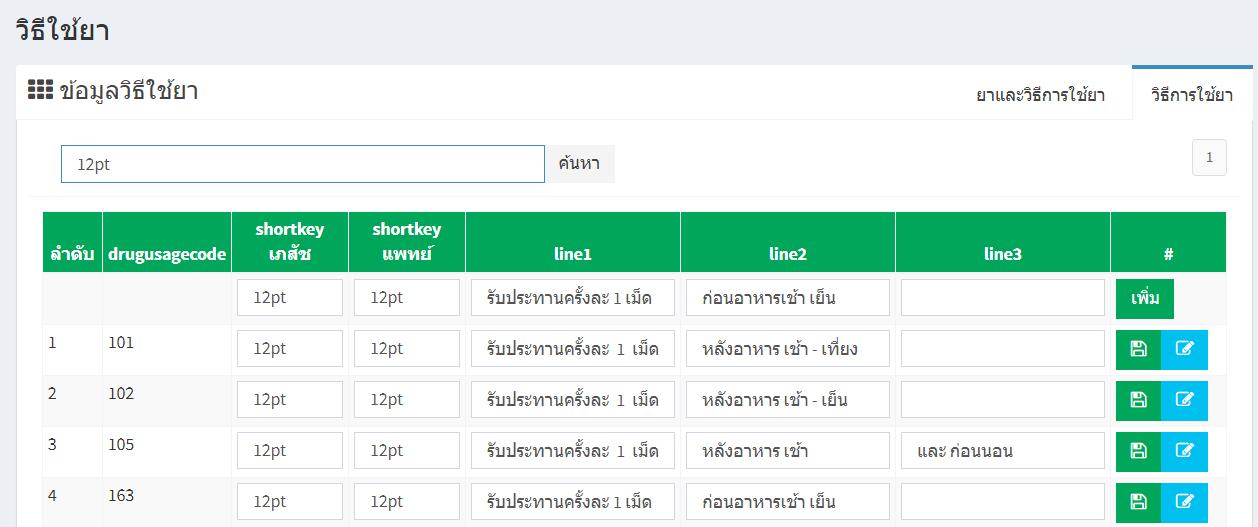 วิธีใช้ยา
ข้อมูลวิธีใช้ยา
ยาและวิธีการใช้ยา วิธีการใช้ยา
12pt ค้นหา 1
ลำดับ drugusagecode shortkey เภสัช shortkey แพทย์ line1 line2 line3 #
12pt 12pt รับประทานครั้งละ 1 เม็ด ก่อนอาหารเช้า เย็น เพิ่ม
1 101 12pt 12pt รับประทานครั้งละ 1 เม็ด หลังอาหาร เช้า - เที่ยง
2 102 12pt 12pt รับประทานครั้งละ 1 เม็ด หลังอาหาร เช้า - เย็น
3 105 12pt 12pt รับประทานครั้งละ 1 เม็ด หลังอาหาร เช้า และ ก่อนนอน
4 163 12pt 12pt รับประทานครั้งละ 1 เม็ด ก่อนอาหารเช้า เย็น